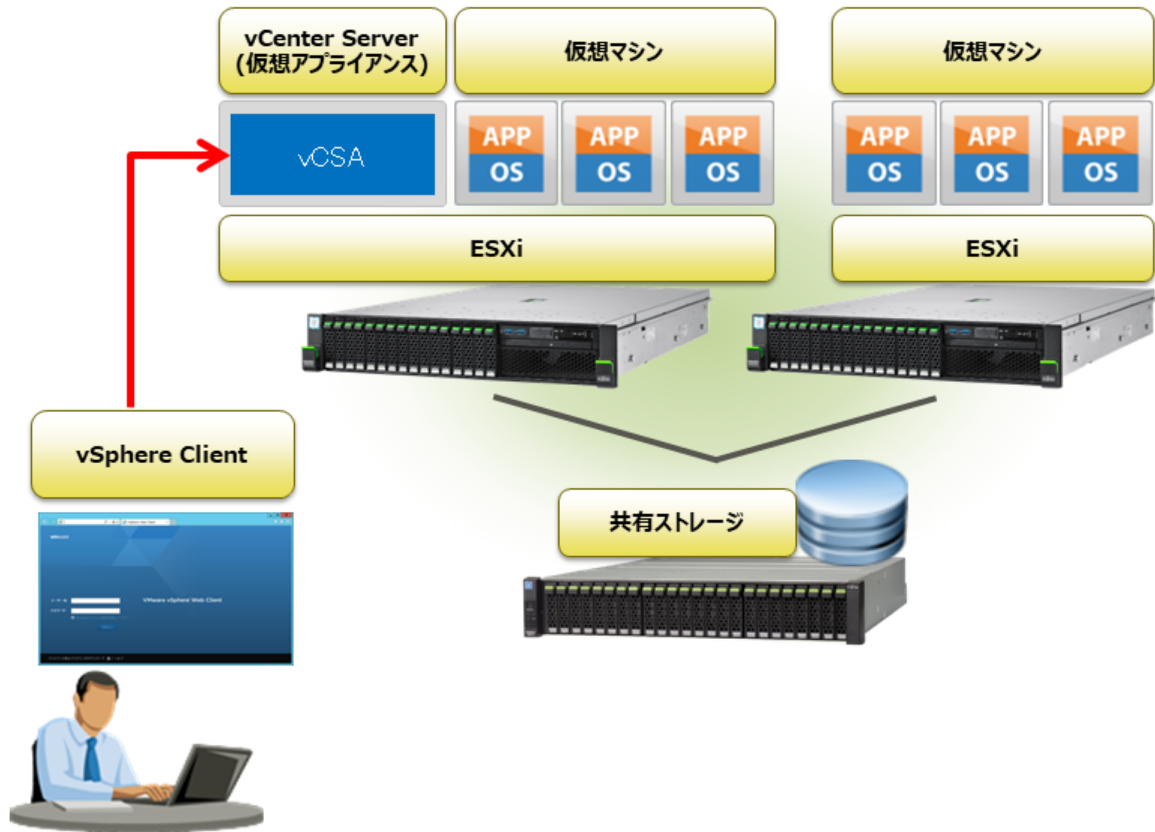 vCenter Server
(仮想アプライアンス)
仮想マシン
仮想マシン
vCSA
APP
OS
APP
OS
APP
OS
APP
OS
APP
OS
APP
OS
ESXi
ESXi
vSphere Client
共有ストレージ
VMware vSphere Web Client